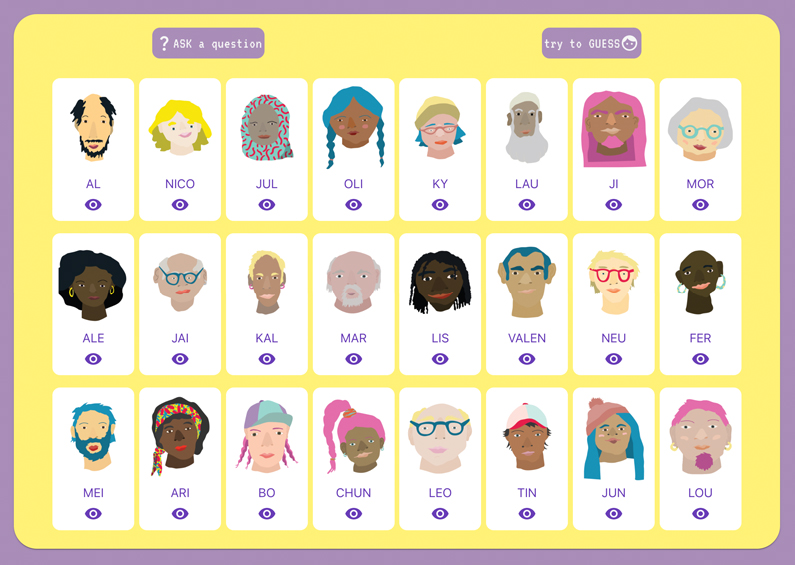 ? ASK a question
try to GUESS
AL
NICO
JUL
OLI
KY
LAU
JI
MOR
ALE
JAI
KAL
MAR
LIS
VALEN
NEU
FER
MEI
ARI
BO
CHUN
LEO
TIN
JUN
LOU